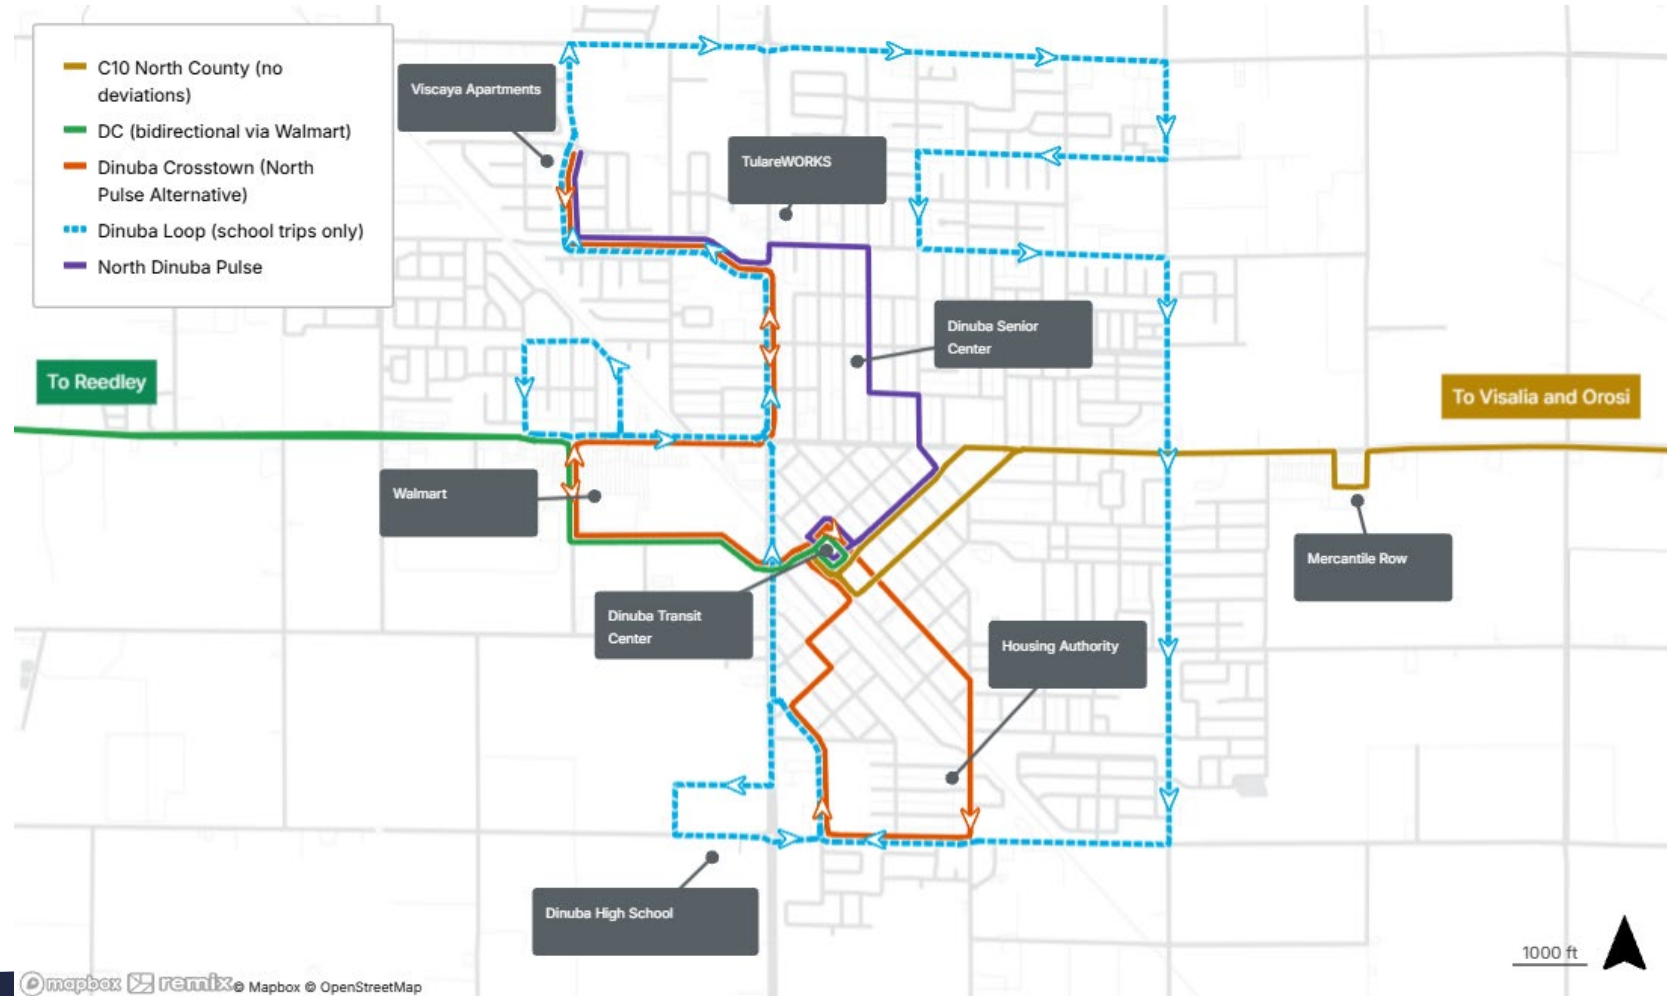 C10 North County (no
deviations)
DC (bidirectional via Walmart)
Dinuba Crosstown (North
Pulse Alternative)
Dinuba Loop (school trips only)
North Dinuba Pulse
Viscaya Apartments
TulareWORKS
Dinuba Senior
Center
To Reedley
To Visalia and Orosi
Walmart
Mercantile Row
Dinuba Transit
Center
Housing Authority
Dinuba High School
1000 ft
mapbox remix © Mapbox © OpenStreetMap